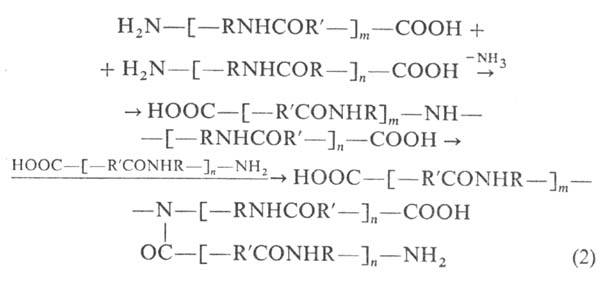 H₂N—[—RNHCOR′—]ₘ—COOH +
+ H₂N—[—RNHCOR—]ₙ—COOH —NH₃→
→ HOOC—[—R′CONHR]ₘ—NH—
—[—RNHCOR′—]ₙ—COOH →
HOOC—[—R′CONHR—]ₙ—NH₂ → HOOC—[—R′CONHR—]ₘ—
—N—[—RNHCOR′—]ₙ—COOH
|
OC—[—R′CONHR—]ₙ—NH₂ (2)